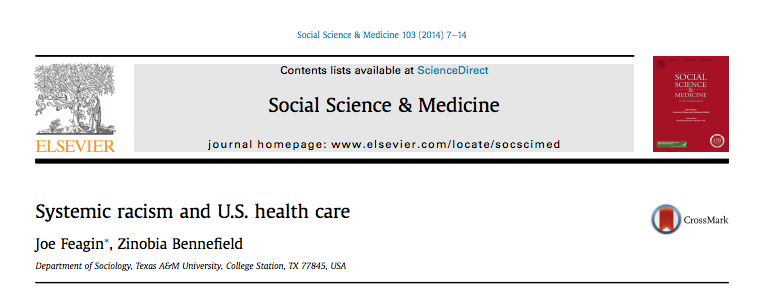 Social Science & Medicine 103 (2014) 7–14
Contents lists available at ScienceDirect
Social Science & Medicine
journal homepage: www.elsevier.com/locate/socscimed
ELSEVIER
SOCIAL
SCIENCE
&
MEDICINE
Systemic racism and U.S. health care
CrossMark
Joe Feagin*, Zinobia Bennefield
Department of Sociology, Texas A&M University, College Station, TX 77845, USA